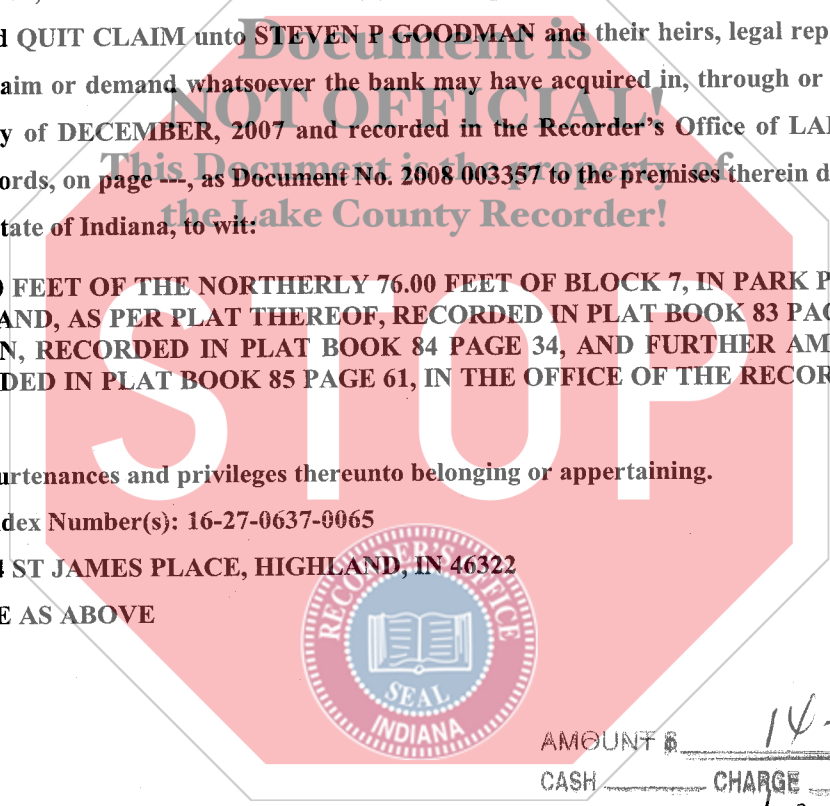 d QUIT CLAIM unto STEVEN P GOODMAN and their heirs, legal rep
Document is
aim or demand whatsoever the bank may have acquired in, through or
NOT OFFICIAL!
y of DECEMBER, 2007 and recorded in the Recorder's Office of LA
This Document is the property of
ords, on page ---, as Document No. 2008 003357 to the premises therein d
the Lake County Recorder!
tate of Indiana, to wit:
FEET OF THE NORTHERLY 76.00 FEET OF BLOCK 7, IN PARK P
AND, AS PER PLAT THEREOF, RECORDED IN PLAT BOOK 83 PAG
N, RECORDED IN PLAT BOOK 84 PAGE 34, AND FURTHER AM
DED IN PLAT BOOK 85 PAGE 61, IN THE OFFICE OF THE RECOR
STOP
urtenances and privileges thereunto belonging or appertaining.
dex Number(s): 16-27-0637-0065
ST JAMES PLACE, HIGHLAND, IN 46322
E AS ABOVE
RECORDER'S OFFICE
SEAL
INDIANA
AMOUNT $ 14-
CASH CHARGE